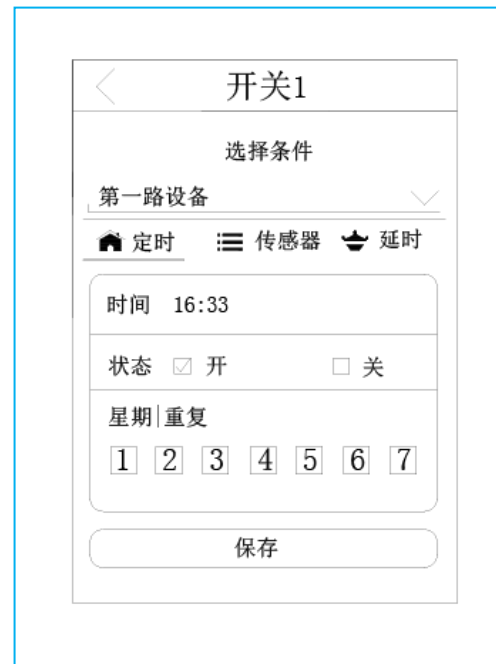 开关1
选择条件
第一路设备
定时 传感器 延时
时间 16:33
状态 开 关
星期|重复
1 2 3 4 5 6 7
保存